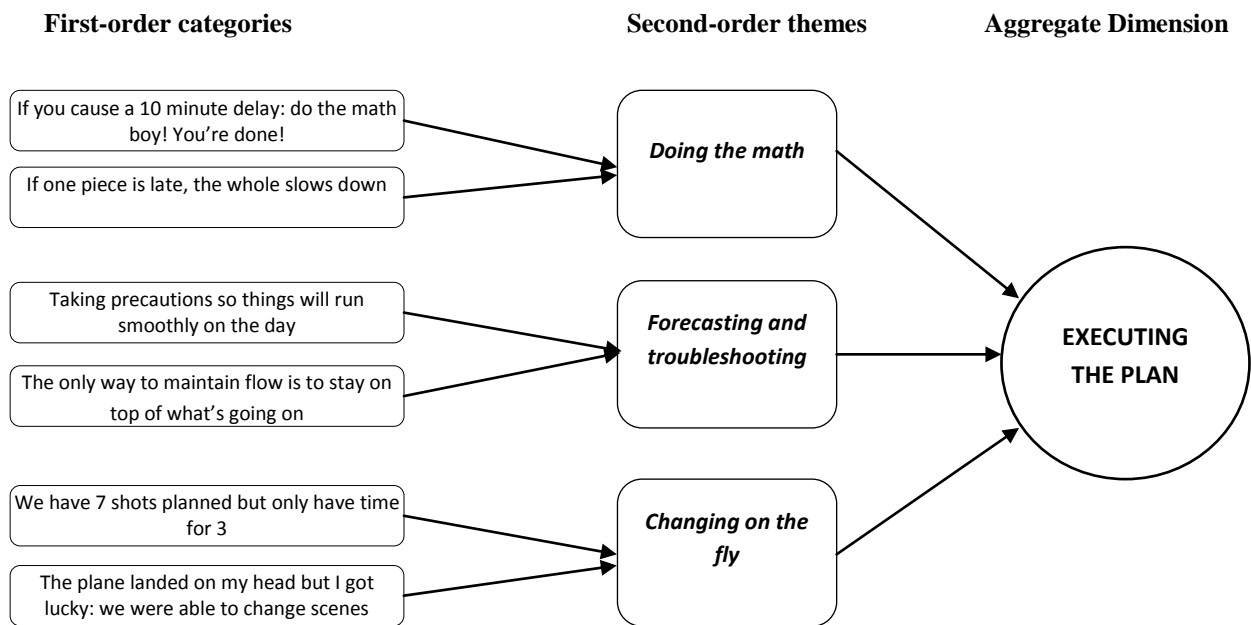 First-order categories
Second-order themes
Aggregate Dimension
If you cause a 10 minute delay: do the math
boy! You’re done!
If one piece is late, the whole slows down
Doing the math
Taking precautions so things will run
smoothly on the day
The only way to maintain flow is to stay on
top of what’s going on
Forecasting and
troubleshooting
We have 7 shots planned but only have time
for 3
The plane landed on my head but I got
lucky: we were able to change scenes
Changing on the
fly
EXECUTING
THE PLAN